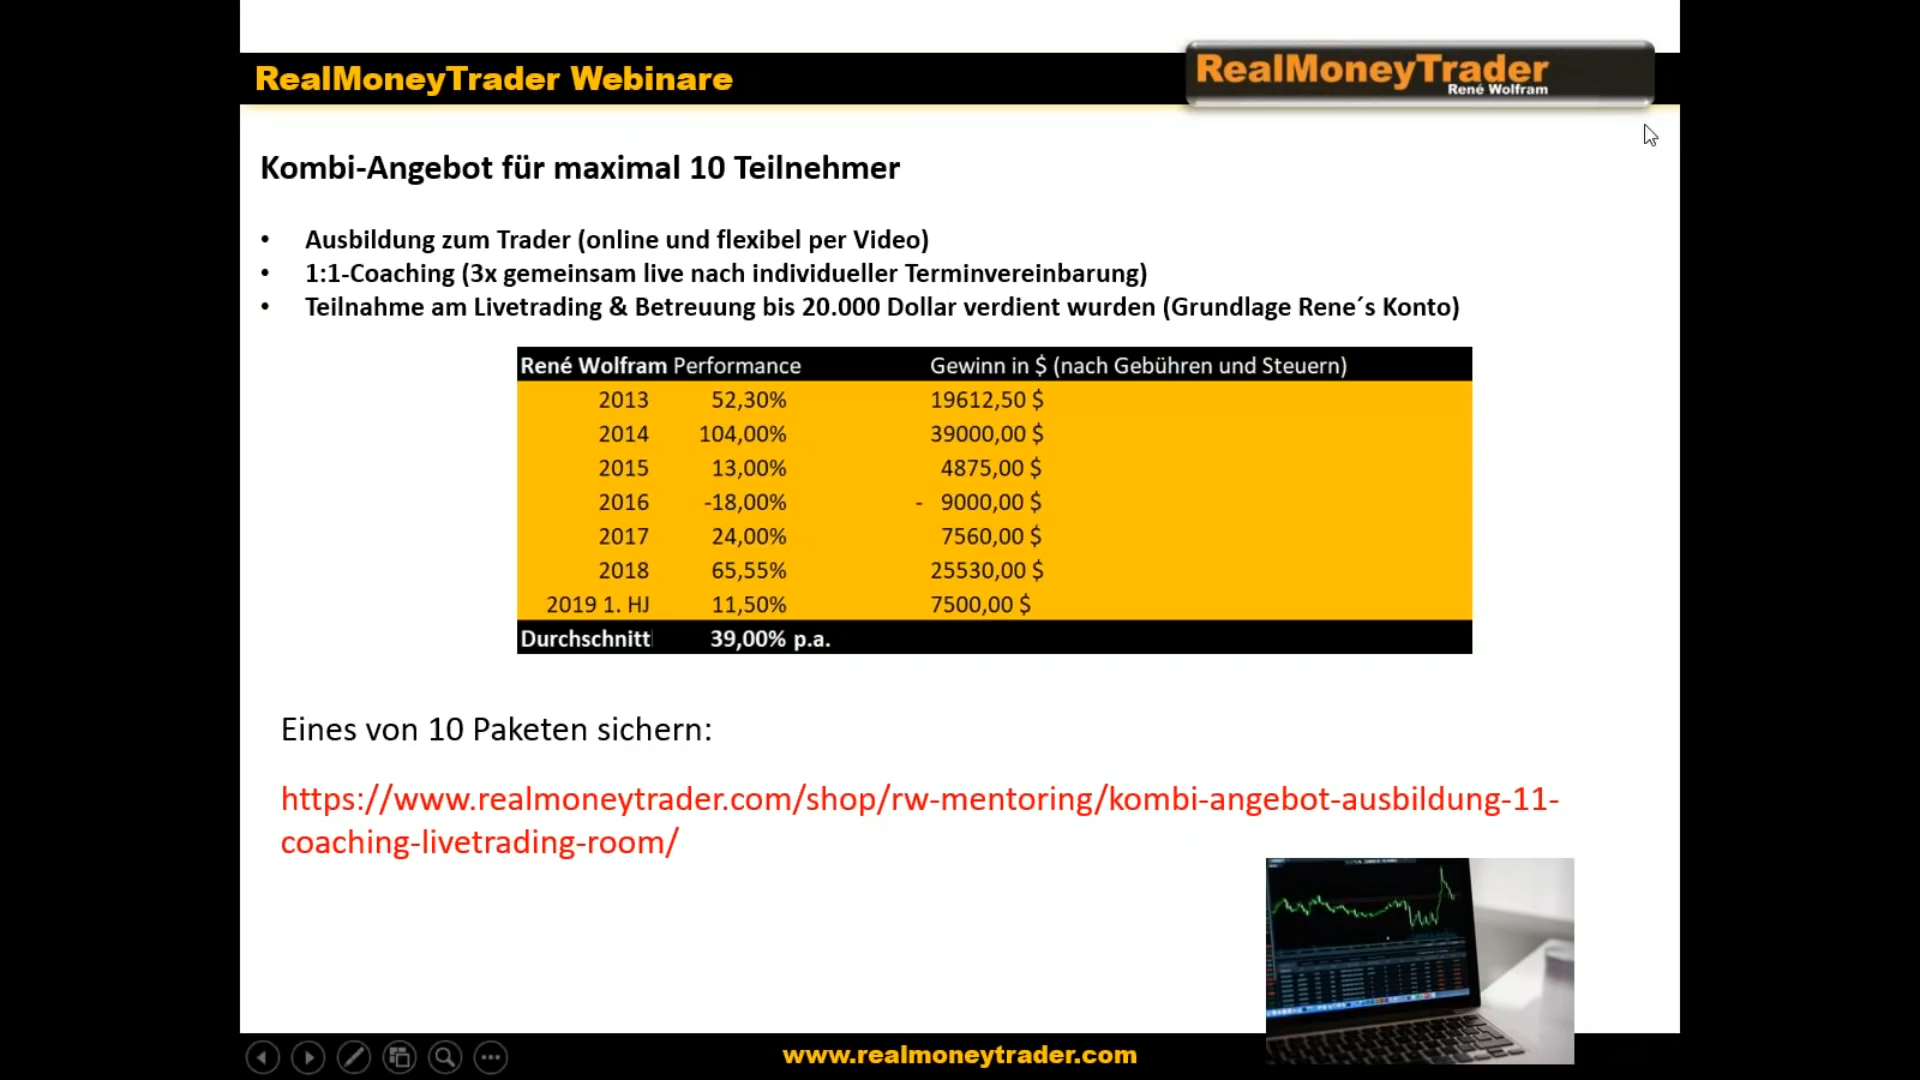 RealMoneyTrader Webinare
RealMoneyTrader
René Wolfram
Kombi-Angebot für maximal 10 Teilnehmer
• Ausbildung zum Trader (online und flexibel per Video)
• 1:1-Coaching (3x gemeinsam live nach individueller Terminvereinbarung)
• Teilnahme am Livetrading & Betreuung bis 20.000 Dollar verdient wurden (Grundlage Rene´s Konto)
René Wolfram Performance Gewinn in $ (nach Gebühren und Steuern)
2013 52,30% 19612,50 $
2014 104,00% 39000,00 $
2015 13,00% 4875,00 $
2016 -18,00% - 9000,00 $
2017 24,00% 7560,00 $
2018 65,55% 25530,00 $
2019 1. HJ 11,50% 7500,00 $
Durchschnitt 39,00% p.a.
Eines von 10 Paketen sichern:
https://www.realmoneytrader.com/shop/rw-mentoring/kombi-angebot-ausbildung-11-
coaching-livetrading-room/
www.realmoneytrader.com